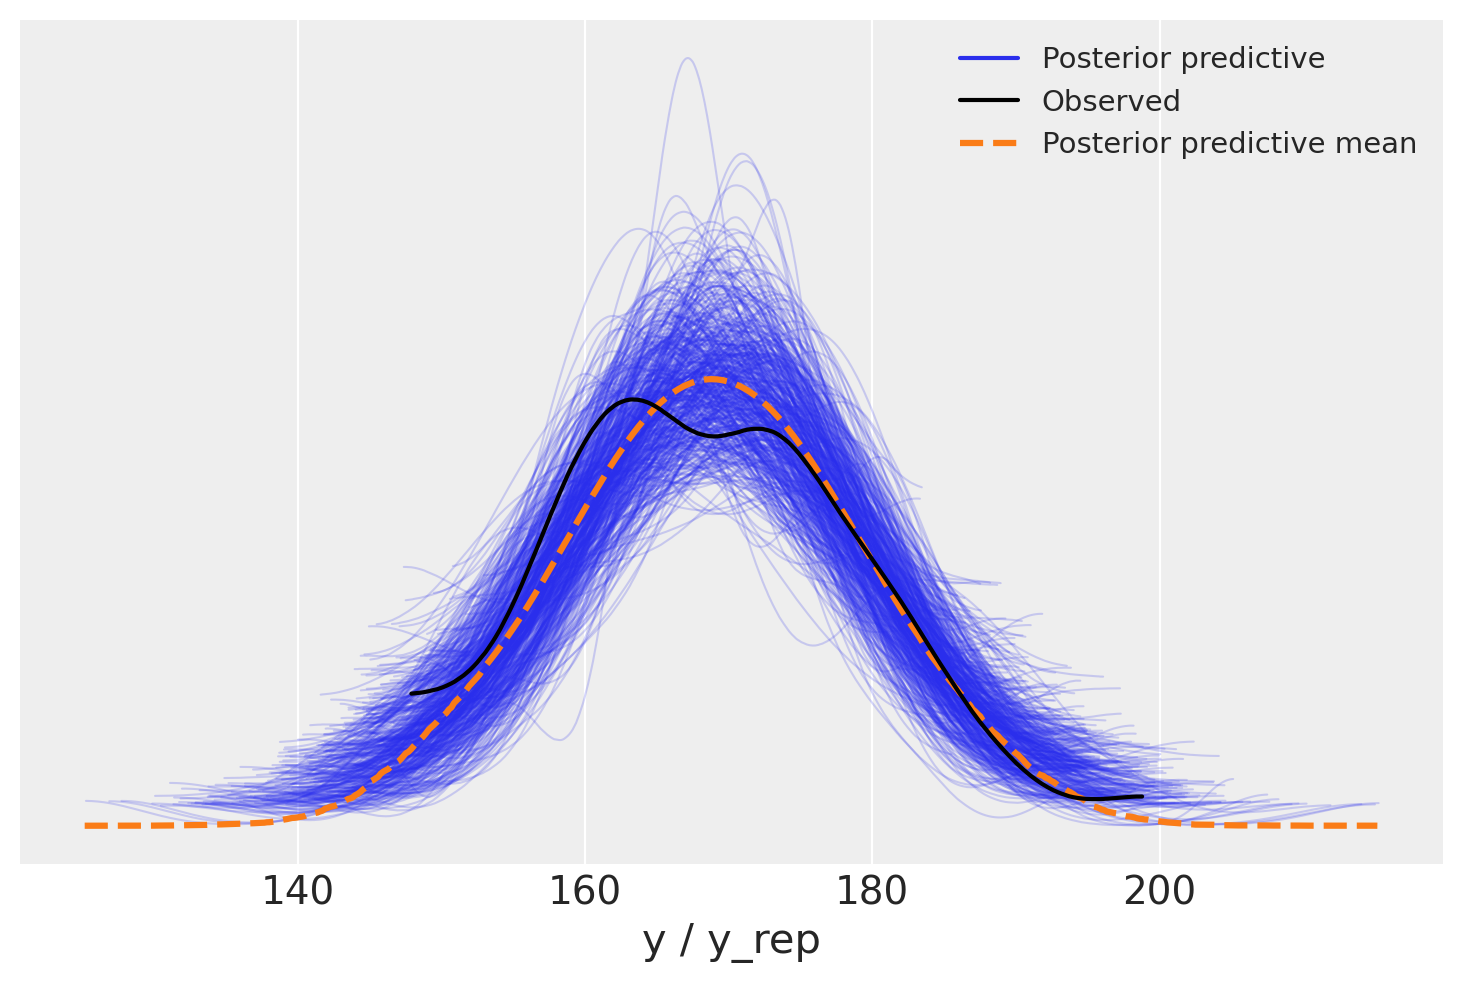 Posterior predictive
Observed
Posterior predictive mean
140 160 180 200
y / y_rep